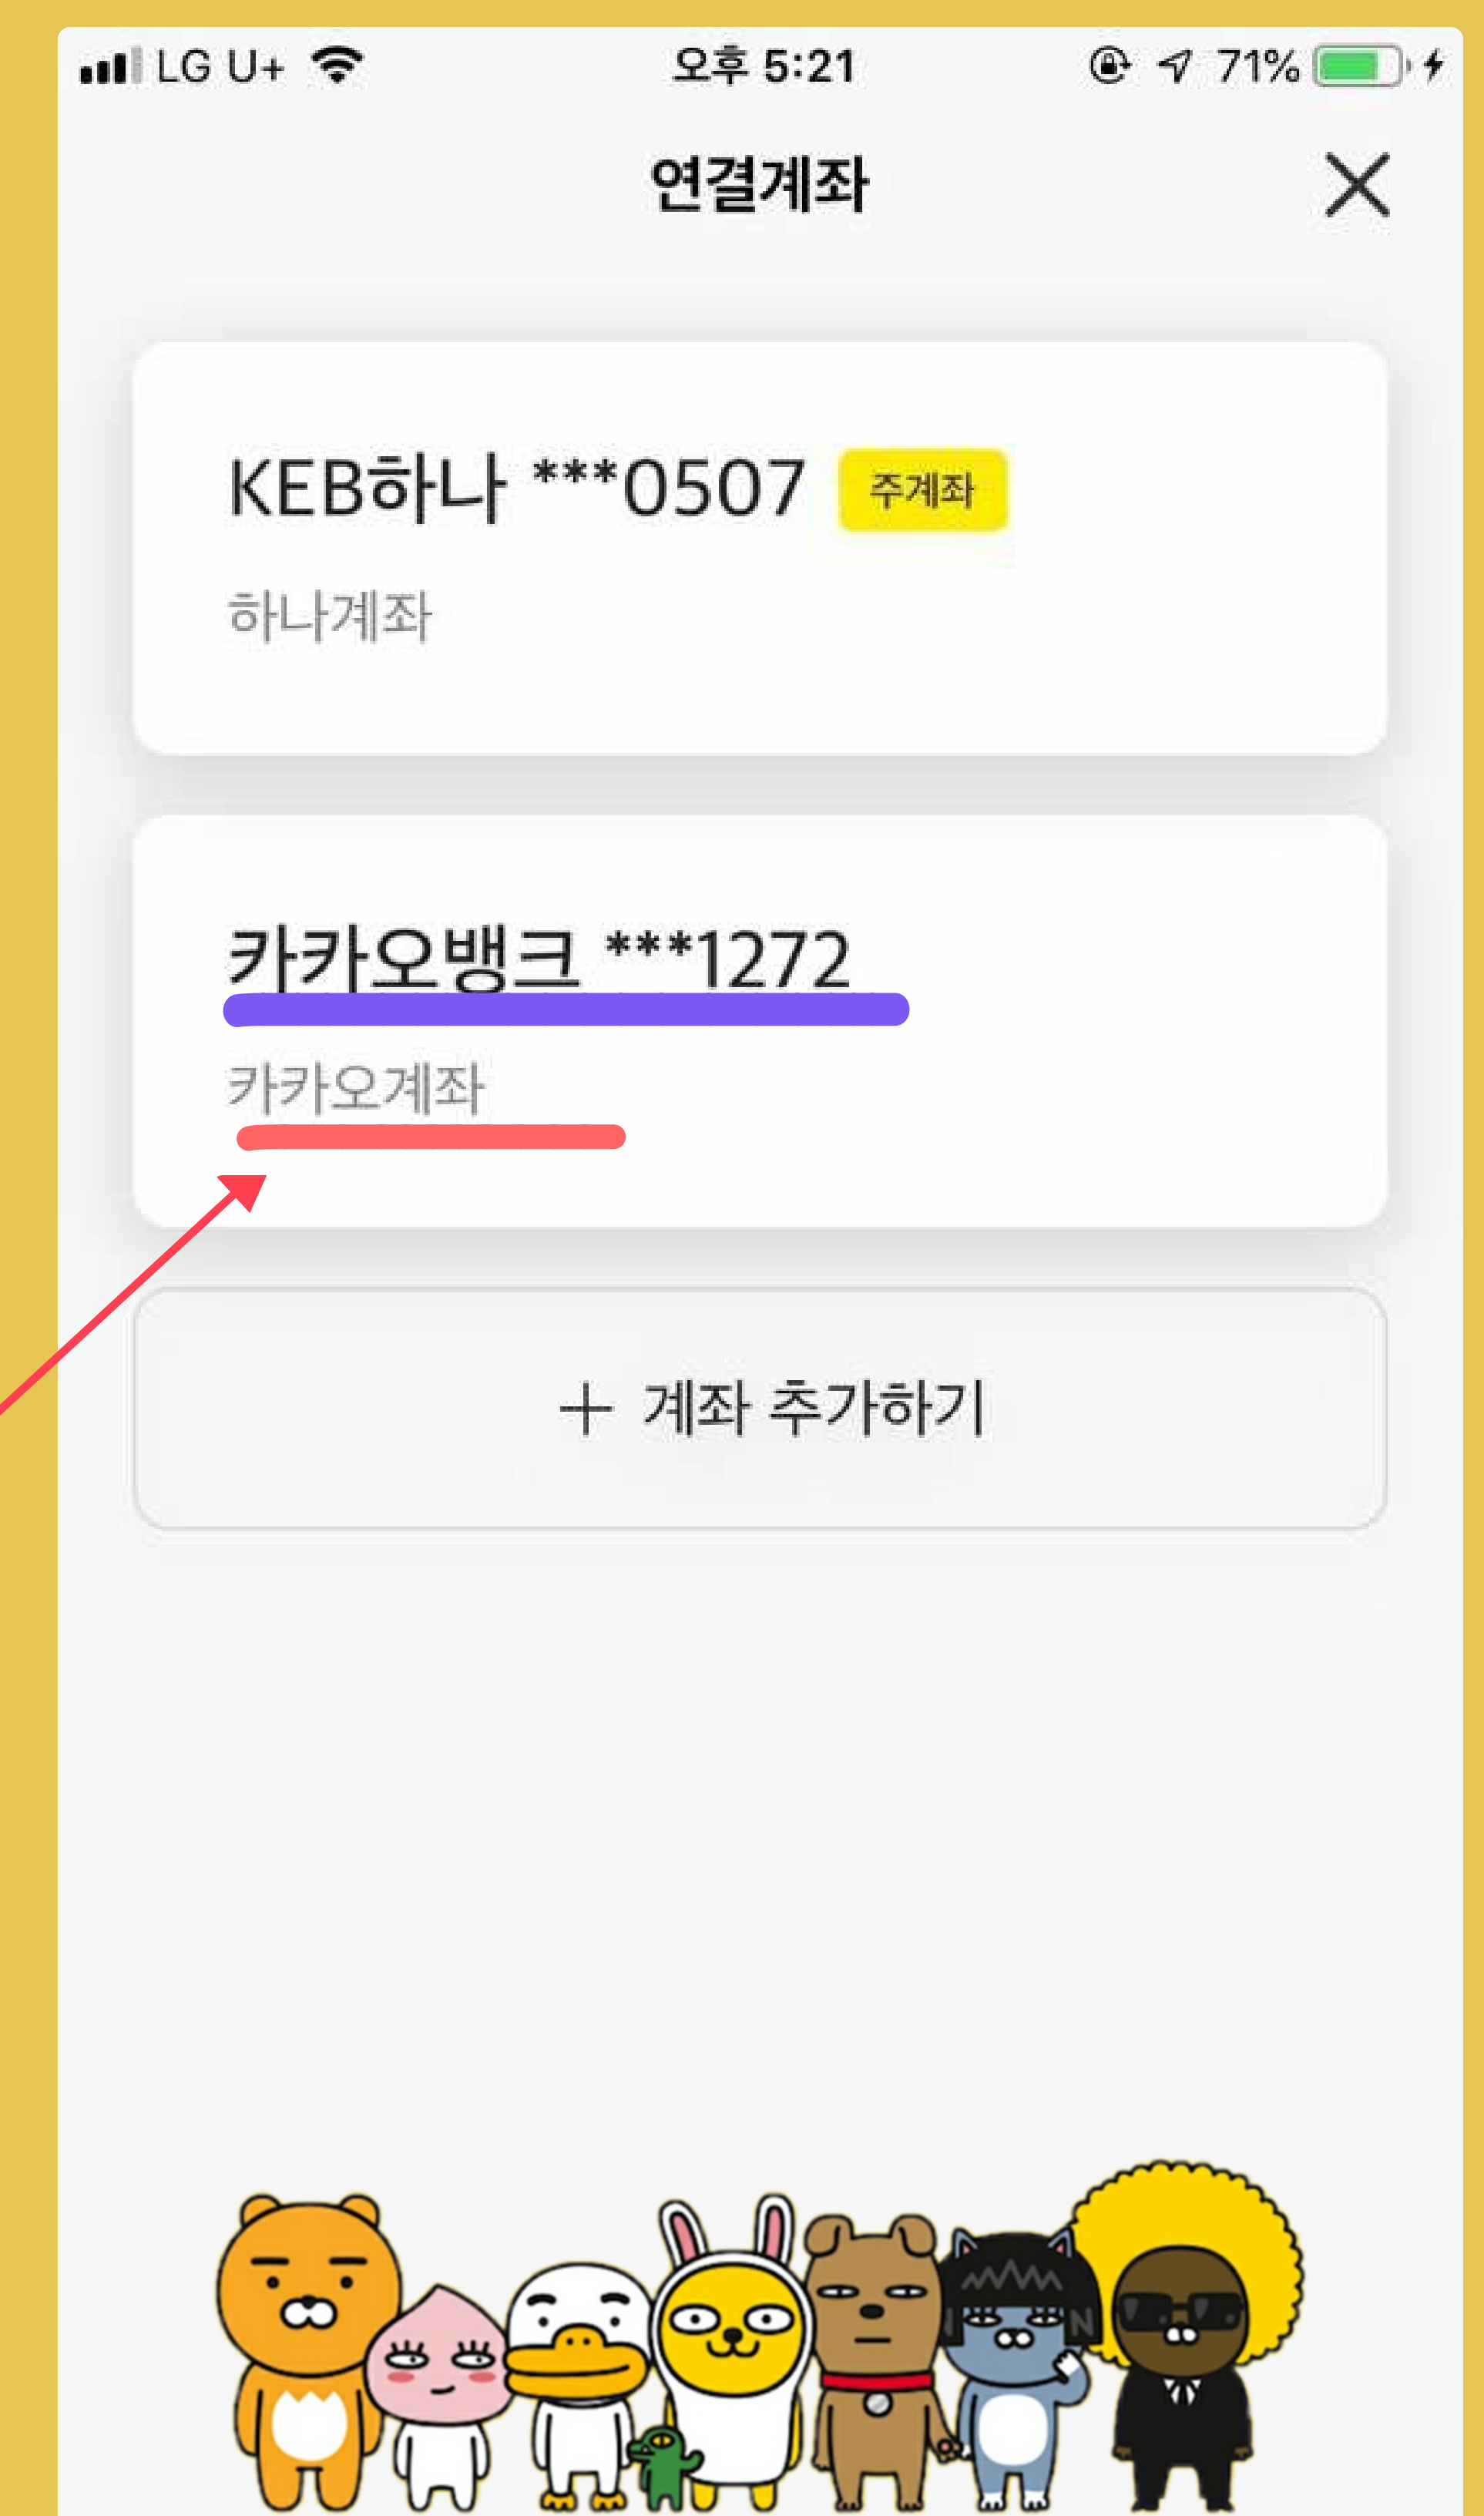 LG U+ 오후 5:21 71%
연결계좌
KEB하나 ***0507 주계좌
하나계좌
카카오뱅크 ***1272
카카오계좌
+ 계좌 추가하기